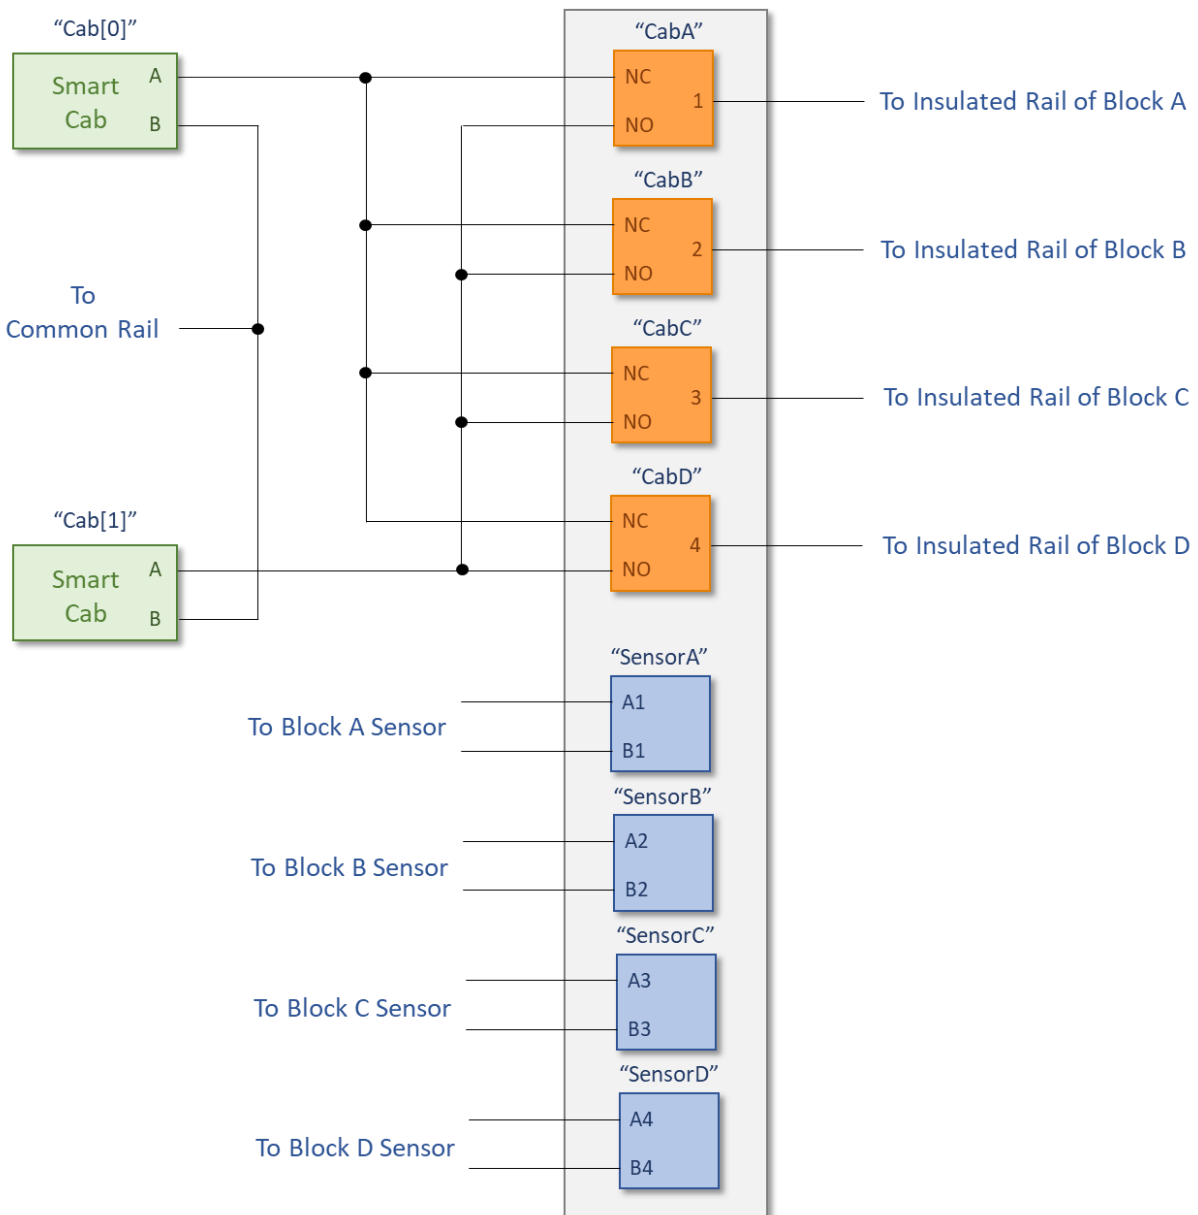 “Cab[0]”
Smart
Cab
A
B
To
Common Rail
“Cab[1]”
Smart
Cab
A
B
“CabA”
NC
1
NO
To Insulated Rail of Block A
“CabB”
NC
2
NO
To Insulated Rail of Block B
“CabC”
NC
3
NO
To Insulated Rail of Block C
“CabD”
NC
4
NO
To Insulated Rail of Block D
“SensorA”
A1
B1
To Block A Sensor
“SensorB”
A2
B2
To Block B Sensor
“SensorC”
A3
B3
To Block C Sensor
“SensorD”
A4
B4
To Block D Sensor